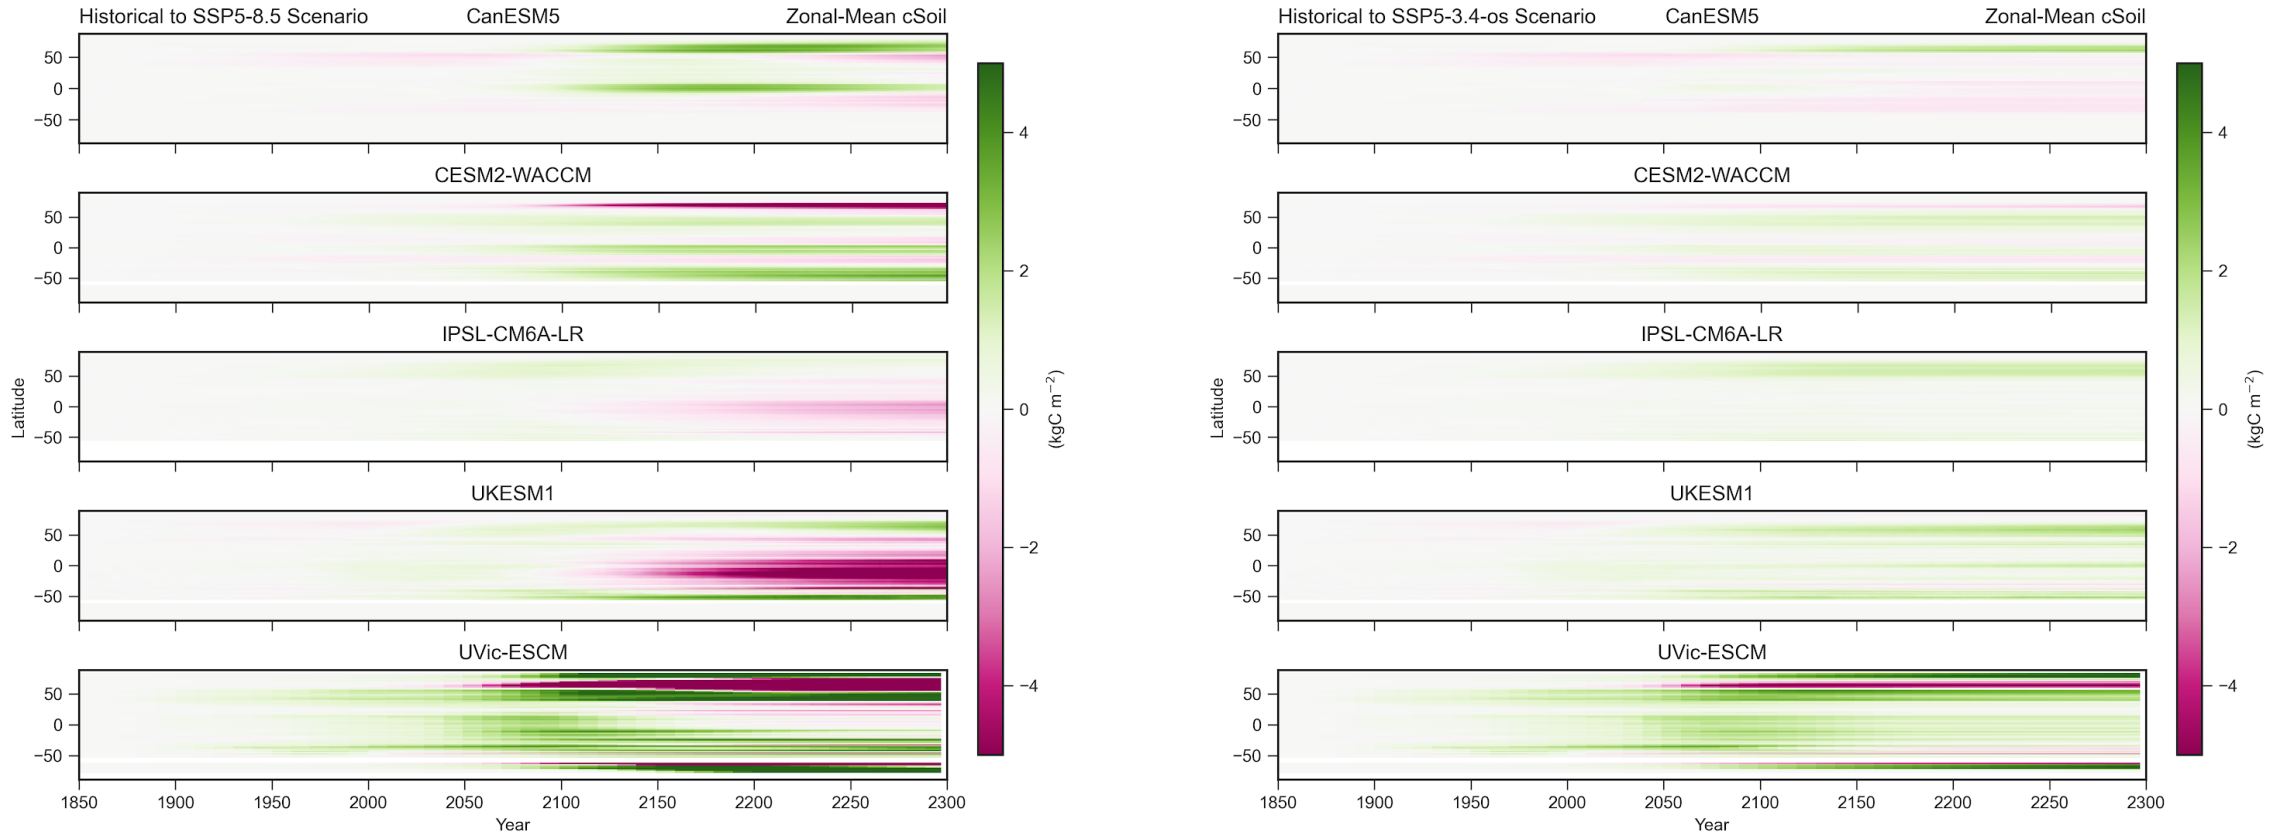 Historical to SSP5-8.5 Scenario CanESM5 Zonal-Mean cSoil
50
0
−50
CESM2-WACCM
50
0
−50
IPSL-CM6A-LR
50
0
−50
Latitude
UKESM1
50
0
−50
UVic-ESCM
50
0
−50
1850 1900 1950 2000 2050 2100 2150 2200 2250 2300
Year
4
2
0
−2
−4
(kgC m−2)
Historical to SSP5-3.4-os Scenario CanESM5 Zonal-Mean cSoil
50
0
−50
CESM2-WACCM
50
0
−50
IPSL-CM6A-LR
50
0
−50
Latitude
UKESM1
50
0
−50
UVic-ESCM
50
0
−50
1850 1900 1950 2000 2050 2100 2150 2200 2250 2300
Year
4
2
0
−2
−4
(kgC m−2)